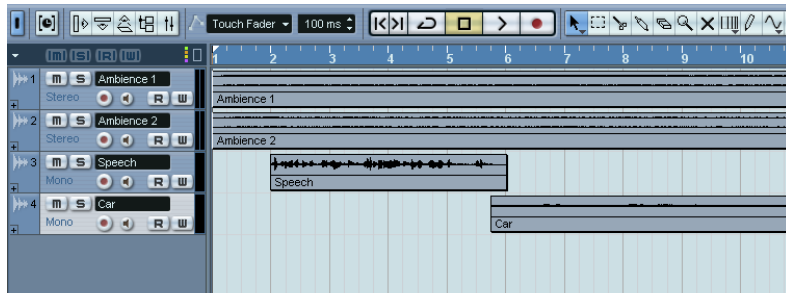 Touch Fader 100 ms
m S R W
1 2 3 4 5 6 7 8 9 10
1 m S Ambience 1
Stereo R W
Ambience 1
2 m S Ambience 2
Stereo R W
Ambience 2
3 m S Speech
Mono R W
Speech
4 m S Car
Mono R W
Car